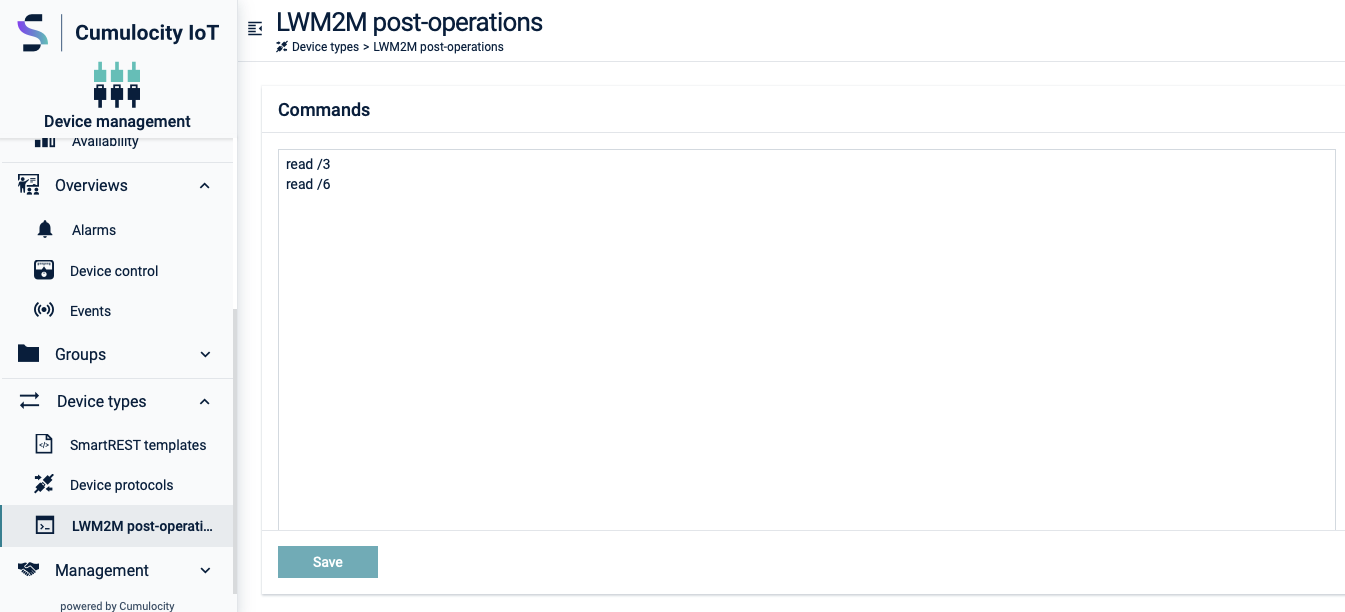 Cumulocity IoT
Device management
Availability
Overviews
Alarms
Device control
Events
Groups
Device types
SmartREST templates
Device protocols
LWM2M post-operati...
Management
powered by Cumulocity
LWM2M post-operations
Device types > LWM2M post-operations
Commands
read /3
read /6
Save